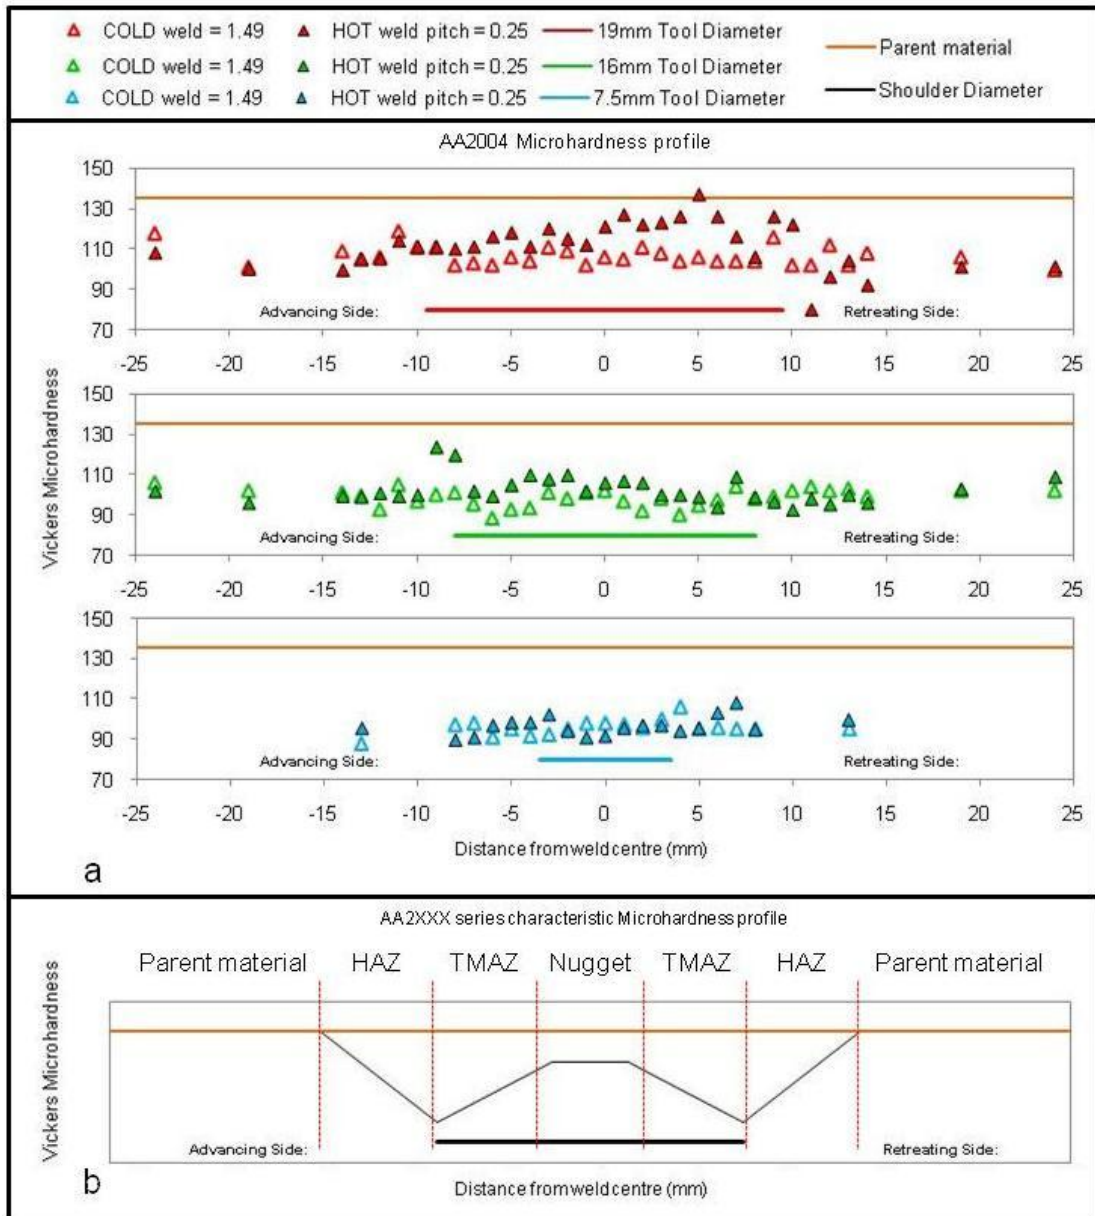 COLD weld = 1.49 HOT weld pitch = 0.25 19mm Tool Diameter Parent material
COLD weld = 1.49 HOT weld pitch = 0.25 16mm Tool Diameter
COLD weld = 1.49 HOT weld pitch = 0.25 7.5mm Tool Diameter Shoulder Diameter
AA2004 Microhardness profile
150
130
110
90
70
Advancing Side: Retreating Side:
-25 -20 -15 -10 -5 0 5 10 15 20 25
Vickers Microhardness
150
130
110
90
70
Advancing Side: Retreating Side:
-25 -20 -15 -10 -5 0 5 10 15 20 25
150
130
110
90
70
Advancing Side: Retreating Side:
-25 -20 -15 -10 -5 0 5 10 15 20 25
Distance from weld centre (mm)
a
AA2XXX series characteristic Microhardness profile
Parent material HAZ TMAZ Nugget TMAZ HAZ Parent material
Vickers Microhardness
Advancing Side: Retreating Side:
Distance from weld centre (mm)
b